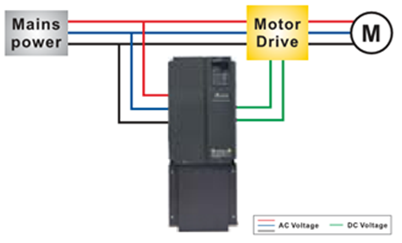 Mains
power
Motor
Drive
M
AC Voltage
DC Voltage